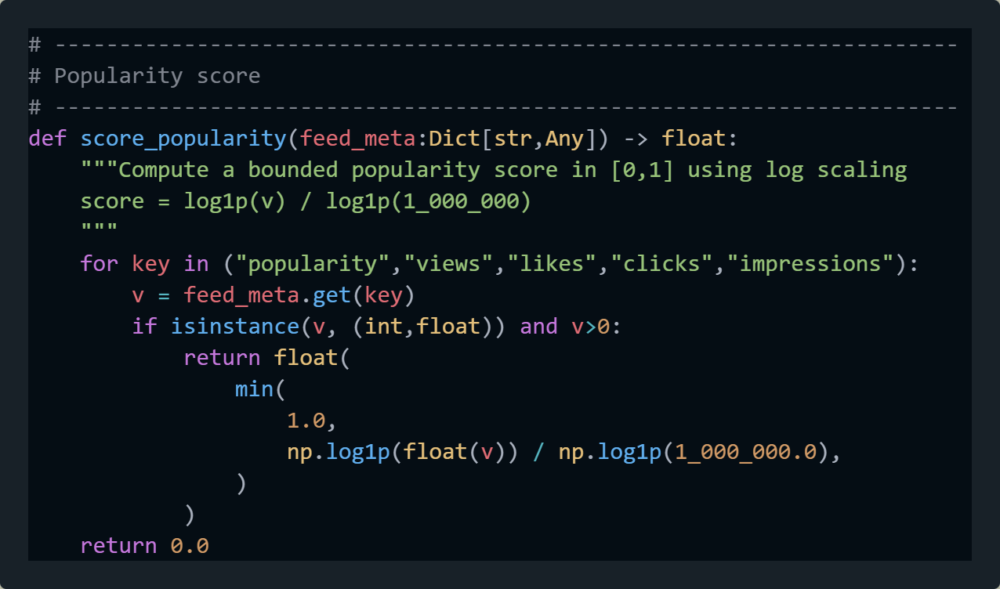 # ----------------------------------------------------------------------
# Popularity score
# ----------------------------------------------------------------------
def score_popularity(feed_meta:Dict[str,Any]) -> float:
    """Compute a bounded popularity score in [0,1] using log scaling
    score = log1p(v) / log1p(1_000_000)
    """
    for key in ("popularity","views","likes","clicks","impressions"):
        v = feed_meta.get(key)
        if isinstance(v, (int,float)) and v>0:
            return float(
                min(
                    1.0,
                    np.log1p(float(v)) / np.log1p(1_000_000.0),
                )
            )
    return 0.0